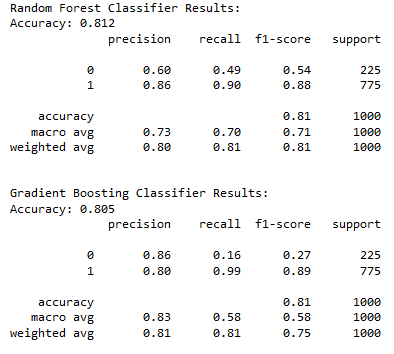 Random Forest Classifier Results:
Accuracy: 0.812
precision recall f1-score support
0 0.60 0.49 0.54 225
1 0.86 0.90 0.88 775
accuracy 0.81 1000
macro avg 0.73 0.70 0.71 1000
weighted avg 0.80 0.81 0.81 1000
Gradient Boosting Classifier Results:
Accuracy: 0.805
precision recall f1-score support
0 0.86 0.16 0.27 225
1 0.80 0.99 0.89 775
accuracy 0.81 1000
macro avg 0.83 0.58 0.58 1000
weighted avg 0.81 0.81 0.75 1000